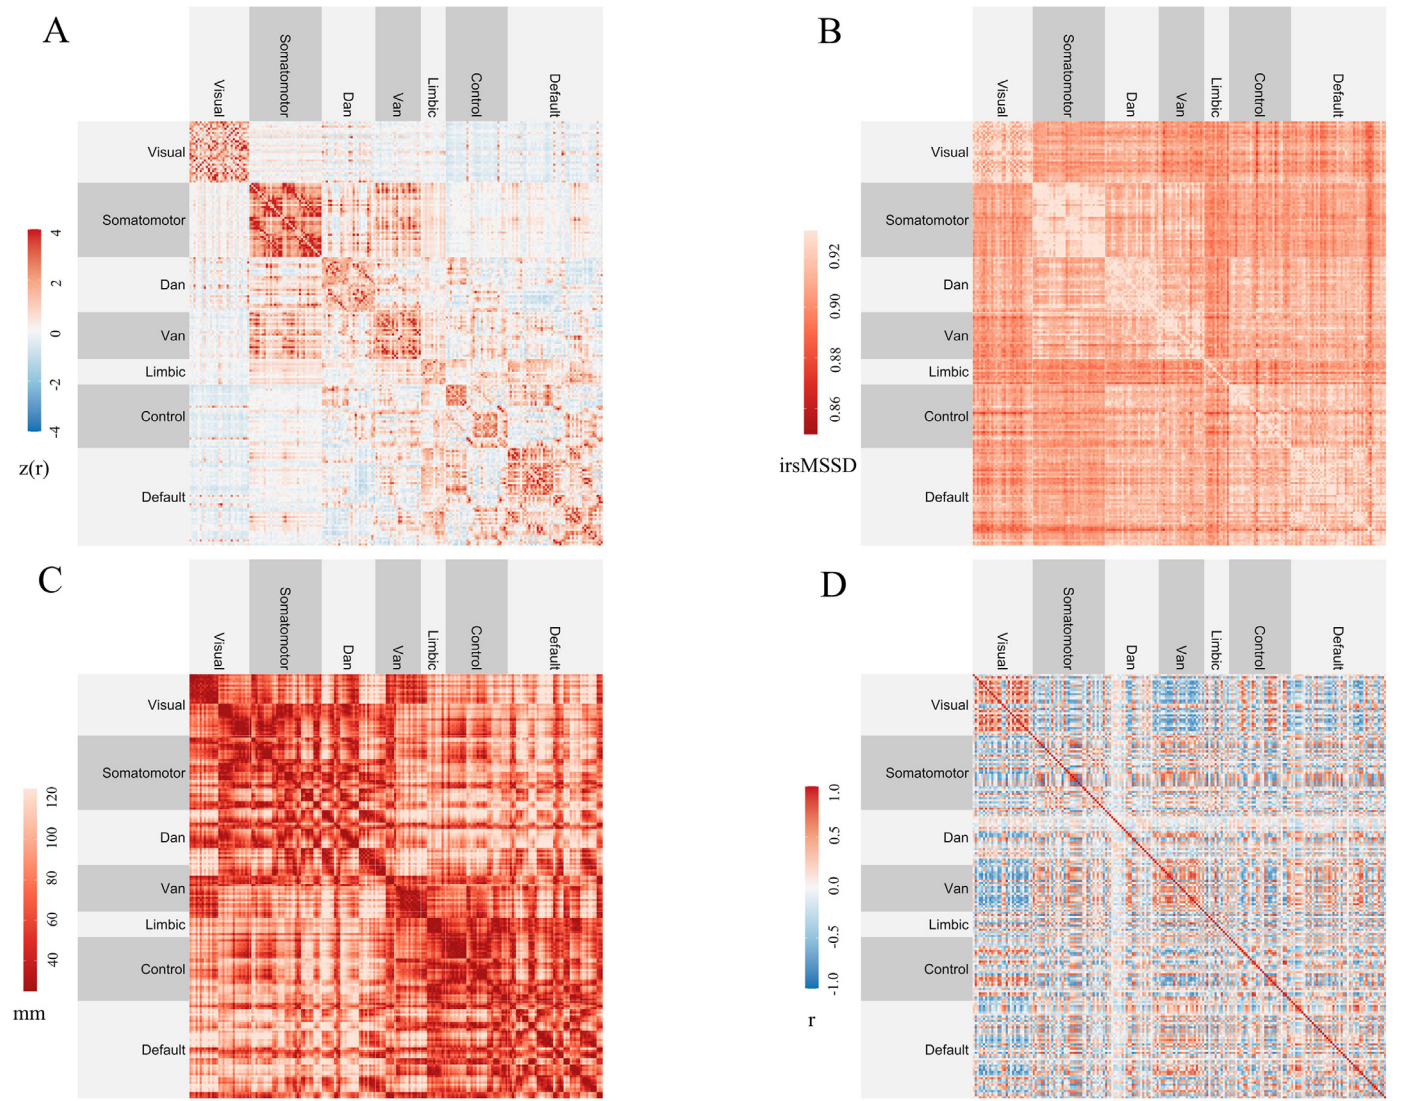 A
Visual
Somatomotor
Dan
Van
Limbic
Control
Default
Visual
Somatomotor
Dan
Van
Limbic
Control
Default
4
2
0
-2
-4
z(r)
B
Visual
Somatomotor
Dan
Van
Limbic
Control
Default
Visual
Somatomotor
Dan
Van
Limbic
Control
Default
0.92
0.90
0.88
0.86
irsMSSD
C
Visual
Somatomotor
Dan
Van
Limbic
Control
Default
Visual
Somatomotor
Dan
Van
Limbic
Control
Default
120
100
80
60
40
mm
D
Visual
Somatomotor
Dan
Van
Limbic
Control
Default
Visual
Somatomotor
Dan
Van
Limbic
Control
Default
1.0
0.5
0.0
-0.5
-1.0
r